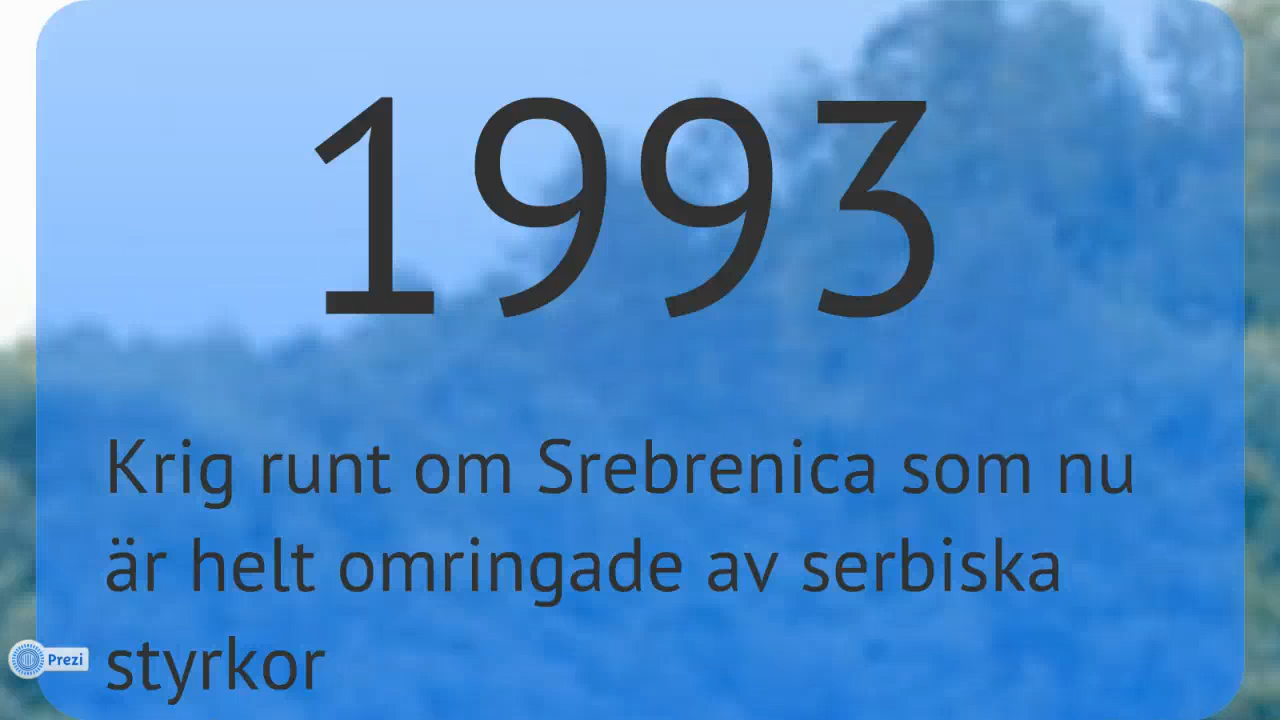 1993
Krig runt om Srebrenica som nu
är helt omringade av serbiska
styrkor
Prezi